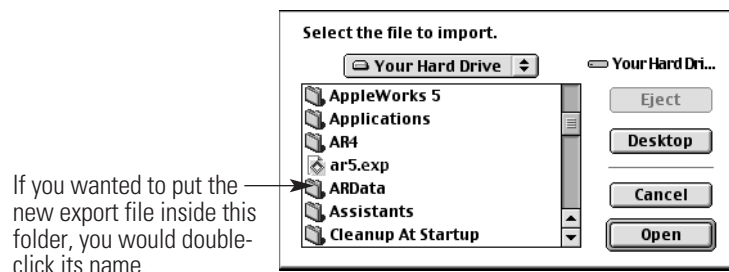 Select the file to import.
Your Hard Drive
Your Hard Dri...
AppleWorks 5
Applications
AR4
ar5.exp
ARData
Assistants
Cleanup At Startup
Eject
Desktop
Cancel
Open
If you wanted to put the
new export file inside this
folder, you would double-
click its name